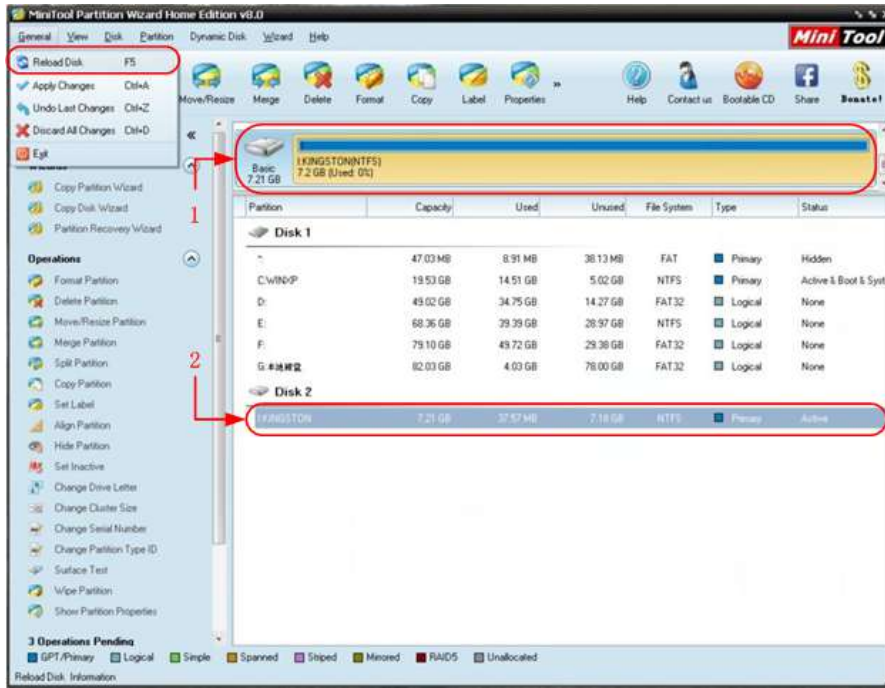 MiniTool Partition Wizard Home Edition v8.0
General View Disk Partition Dynamic Disk Wizard Help
Mini Tool
Reload Disk F5
Apply Changes Ctrl+A
Undo Last Changes Ctrl+Z
Discard All Changes Ctrl+D
Exit
Move/Resize Merge Delete Format Copy Label Properties » Help Contact us Bootable CD Share Donate!
«
1
Basic
7.21 GB
I:KINGSTON(NTFS)
7.2 GB (Used: 0%)
Wizards
Copy Partition Wizard
Copy Disk Wizard
Partition Recovery Wizard
Operations
Format Partition
Delete Partition
Move/Resize Partition
Merge Partition
Split Partition
Copy Partition
Set Label
Align Partition
Hide Partition
Set Inactive
Change Drive Letter
Change Cluster Size
Change Serial Number
Change Partition Type ID
Surface Test
Wipe Partition
Show Partition Properties
3 Operations Pending
2
Partition Capacity Used Unused File System Type Status
Disk 1
*: 47.03 MB 8.91 MB 38.13 MB FAT Primary Hidden
C:WINXP 19.53 GB 14.51 GB 5.02 GB NTFS Primary Active & Boot & Syst
D: 49.02 GB 34.75 GB 14.27 GB FAT32 Logical None
E: 68.36 GB 39.39 GB 28.97 GB NTFS Logical None
F: 79.10 GB 49.72 GB 29.38 GB FAT32 Logical None
G: 82.03 GB 4.03 GB 78.00 GB FAT32 Logical None
Disk 2
I:KINGSTON 7.21 GB 37.57 MB 7.18 GB NTFS Primary Active
GPT/Primary Logical Simple Spanned Striped Mirrored RAID5 Unallocated
Reload Disk Information